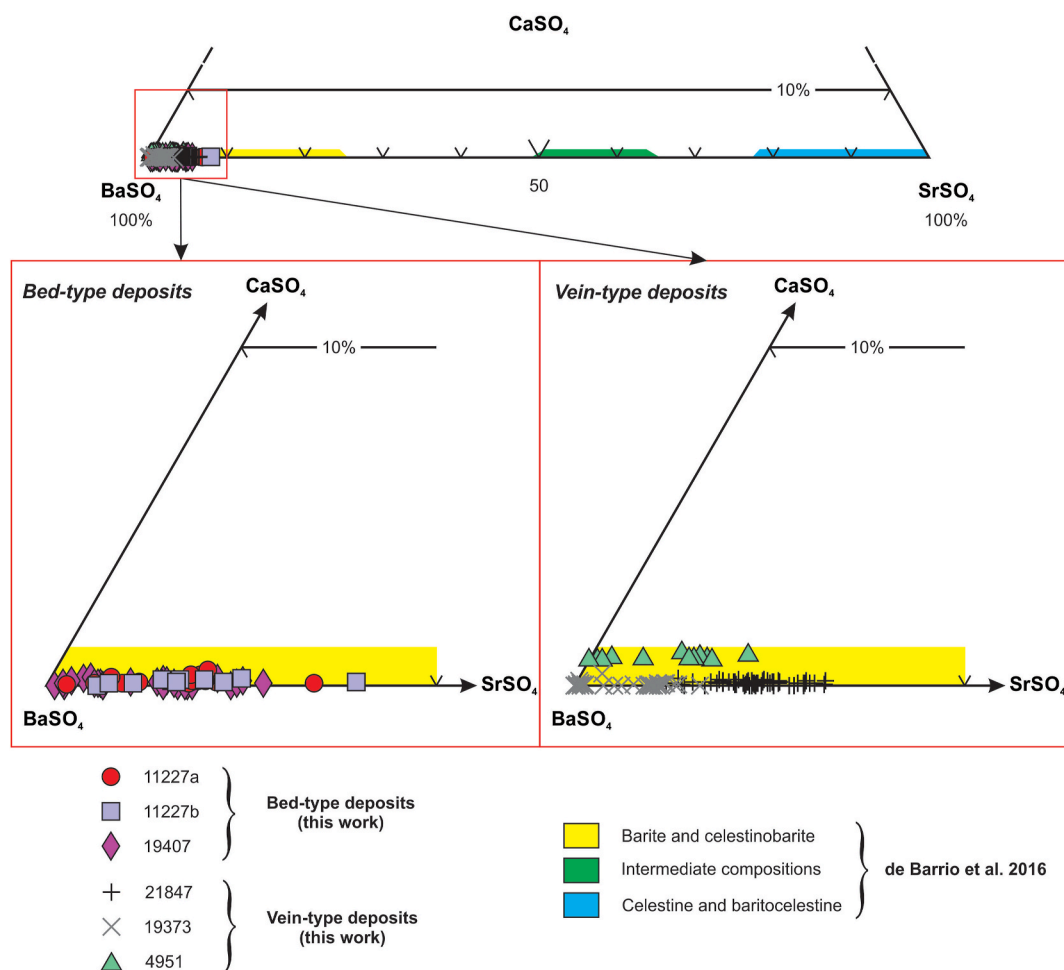 CaSO₄
10%
BaSO₄
100%
50
SrSO₄
100%
Bed-type deposits
CaSO₄
10%
SrSO₄
BaSO₄
Vein-type deposits
CaSO₄
10%
SrSO₄
BaSO₄
11227a
11227b
19407
Bed-type deposits
(this work)
21847
19373
4951
Vein-type deposits
(this work)
Barite and celestinobarite
Intermediate compositions
Celestine and baritocelestine
de Barrio et al. 2016